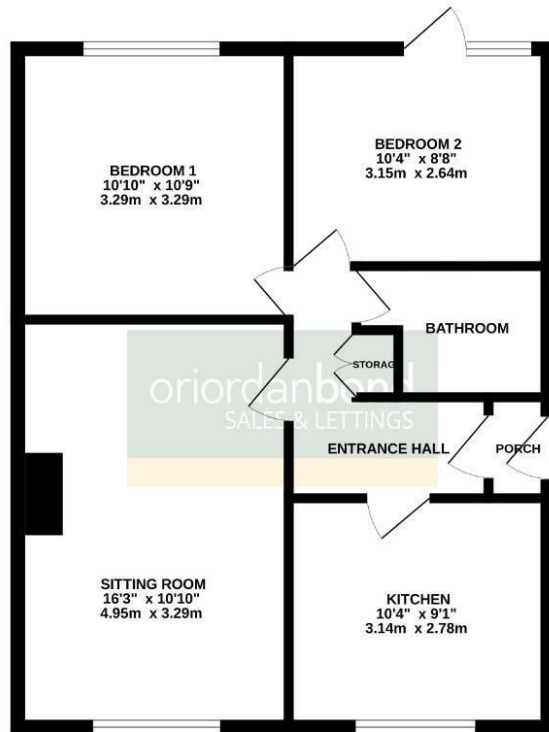 BEDROOM 1
10'10" x 10'9"
3.29m x 3.29m
BEDROOM 2
10'4" x 8'8"
3.15m x 2.64m
BATHROOM
STORAG
oriordanbond
SALES & LETTINGS
ENTRANCE HALL
PORCH
SITTING ROOM
16'3" x 10'10"
4.95m x 3.29m
KITCHEN
10'4" x 9'1"
3.14m x 2.78m